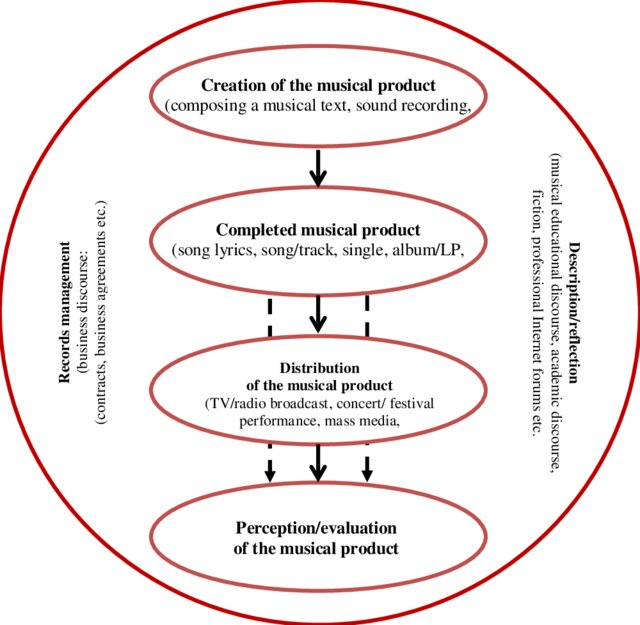 Creation of the musical product
(composing a musical text, sound recording,
Completed musical product
(song lyrics, song/track, single, album/LP,
Distribution
of the musical product
(TV/radio broadcast, concert/ festival
performance, mass media,
Perception/evaluation
of the musical product
Records management
(business discourse:
(contracts, business agreements etc.)
Description/reflection
(musical educational discourse, academic discourse,
fiction, professional Internet forums etc.